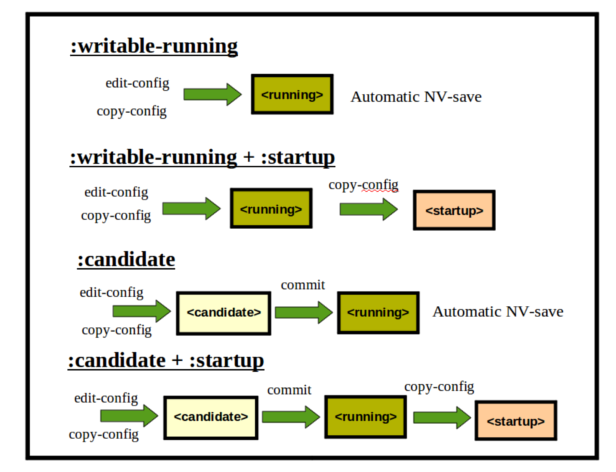 :writable-running
edit-config
copy-config
<running>
Automatic NV-save
:writable-running + :startup
edit-config
copy-config
<running>
copy-config
<startup>
:candidate
edit-config
copy-config
<candidate>
commit
<running>
Automatic NV-save
:candidate + :startup
edit-config
copy-config
<candidate>
commit
<running>
copy-config
<startup>